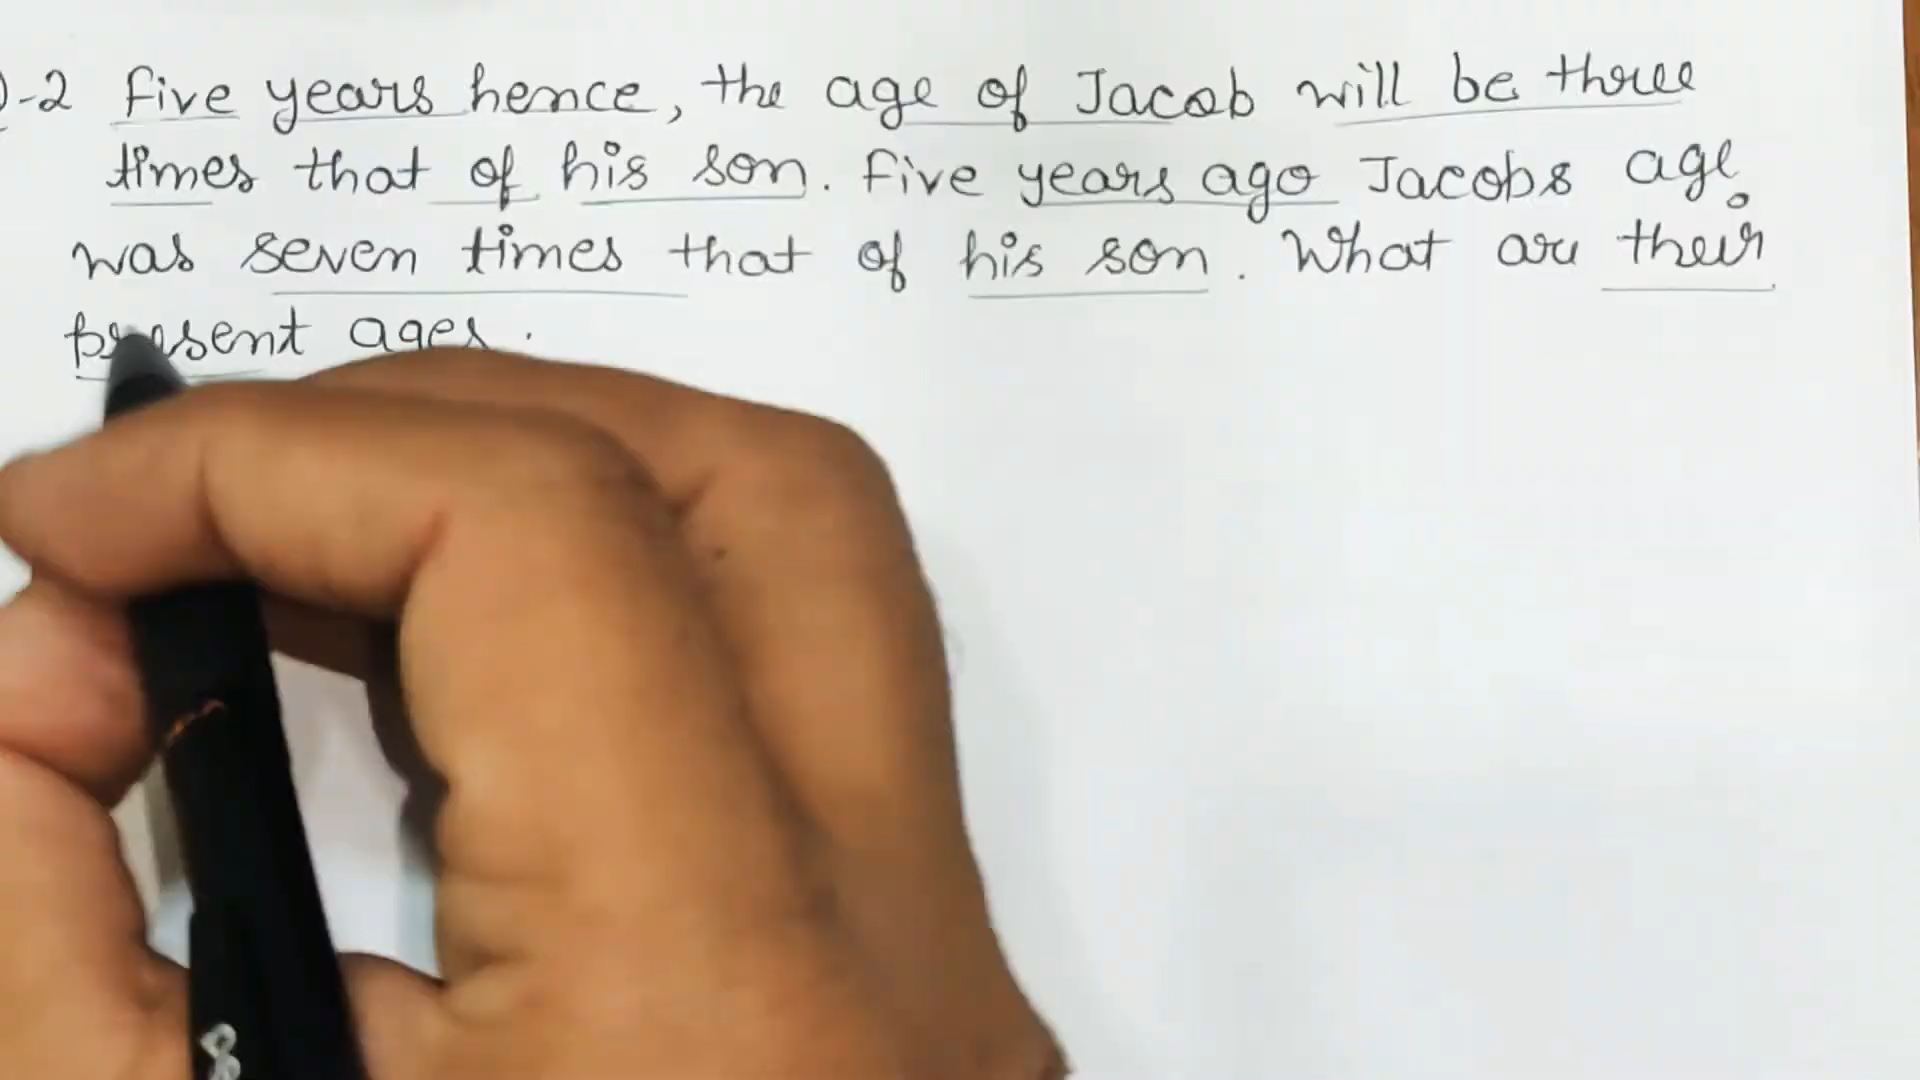 -2 Five years hence, the age of Jacob will be three
times that of his son. Five years ago Jacobs age
was seven times that of his son. What are their
present ages.